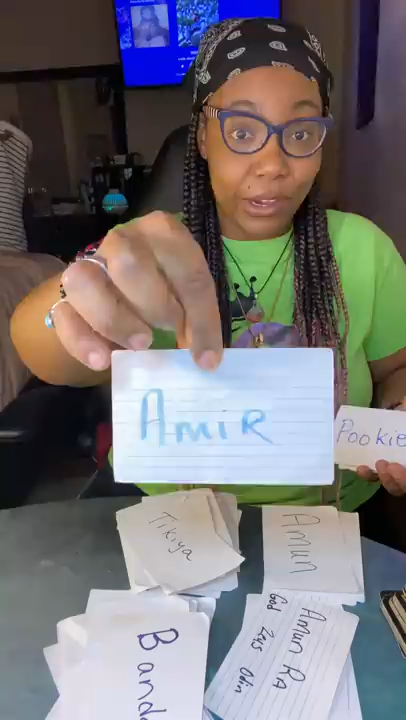 Amir
Pookie
Tikiya
Amun
Amun Ra
God Zeus Odin
Band